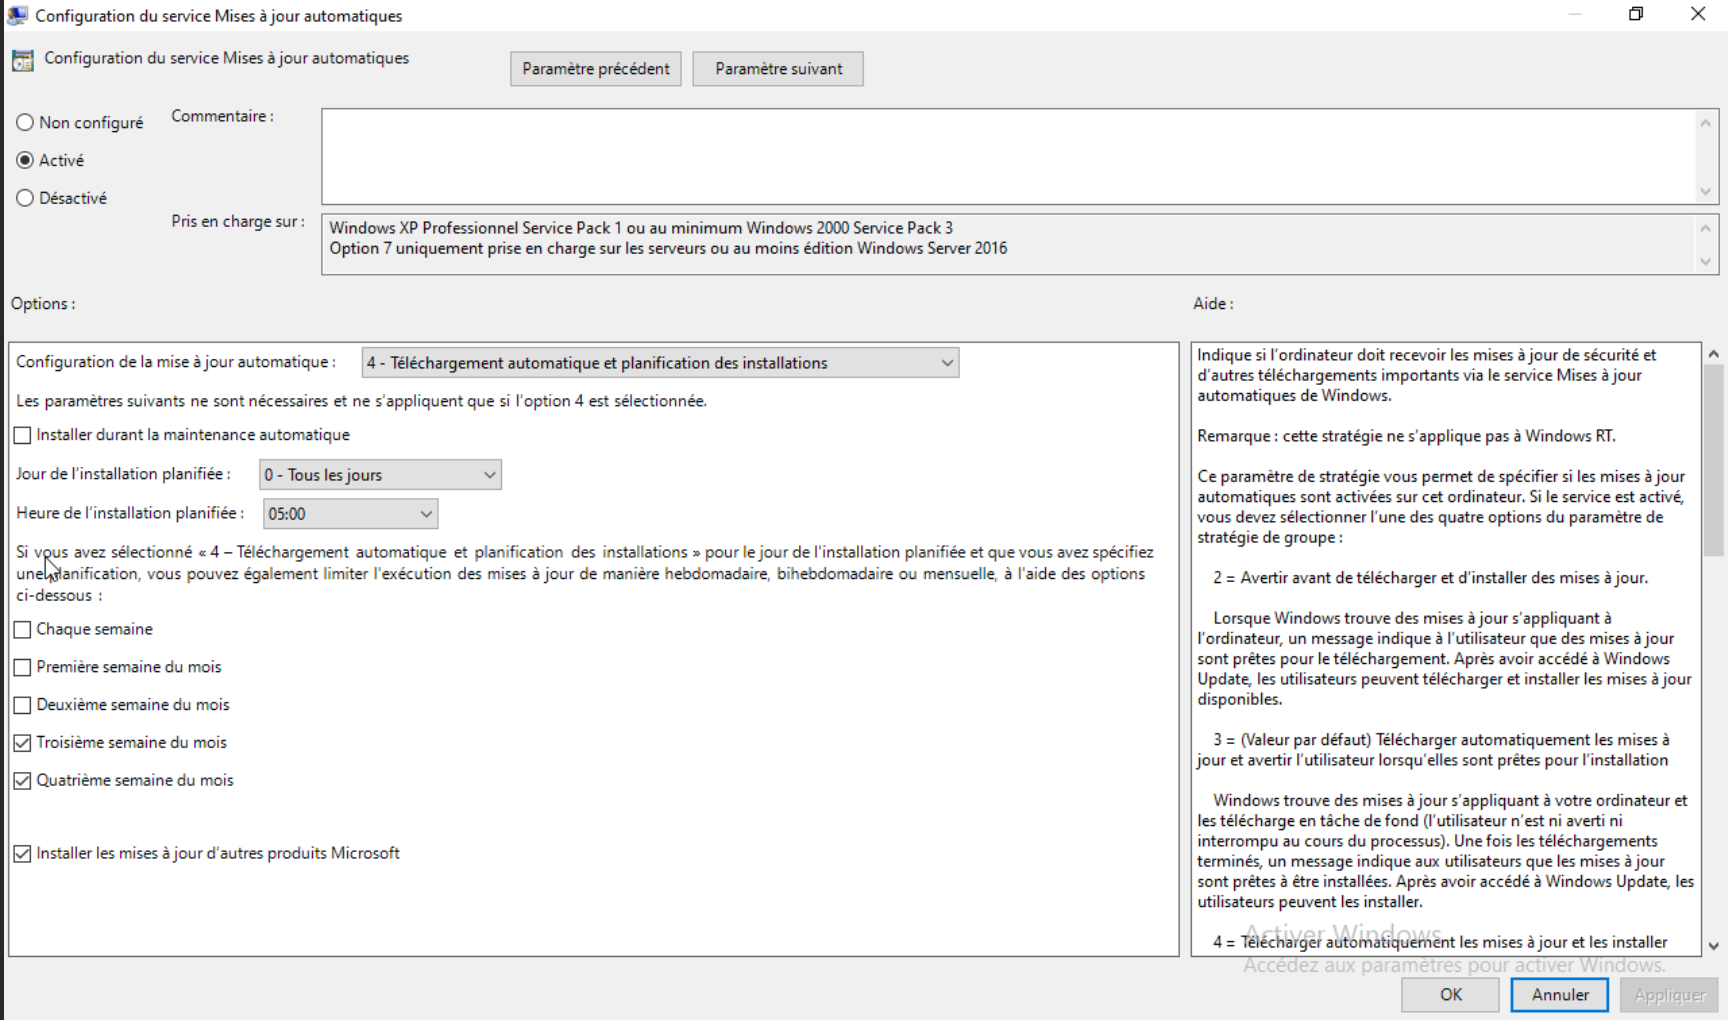 Configuration du service Mises à jour automatiques
Configuration du service Mises à jour automatiques
Paramètre précédent
Paramètre suivant
Non configuré
Commentaire :
Activé
Désactivé
Pris en charge sur :
Windows XP Professionnel Service Pack 1 ou au minimum Windows 2000 Service Pack 3
Option 7 uniquement prise en charge sur les serveurs ou au moins édition Windows Server 2016
Options :
Aide :
Configuration de la mise à jour automatique :
4 - Téléchargement automatique et planification des installations
Les paramètres suivants ne sont nécessaires et ne s'appliquent que si l'option 4 est sélectionnée.
Installer durant la maintenance automatique
Jour de l'installation planifiée :
0 - Tous les jours
Heure de l'installation planifiée :
05:00
Si vous avez sélectionné « 4 – Téléchargement automatique et planification des installations » pour le jour de l'installation planifiée et que vous avez spécifiez
une planification, vous pouvez également limiter l'exécution des mises à jour de manière hebdomadaire, bihebdomadaire ou mensuelle, à l'aide des options
ci-dessous :
Chaque semaine
Première semaine du mois
Deuxième semaine du mois
Troisième semaine du mois
Quatrième semaine du mois
Installer les mises à jour d'autres produits Microsoft
Indique si l'ordinateur doit recevoir les mises à jour de sécurité et
d'autres téléchargements importants via le service Mises à jour
automatiques de Windows.
Remarque : cette stratégie ne s'applique pas à Windows RT.
Ce paramètre de stratégie vous permet de spécifier si les mises à jour
automatiques sont activées sur cet ordinateur. Si le service est activé,
vous devez sélectionner l'une des quatre options du paramètre de
stratégie de groupe :
2 = Avertir avant de télécharger et d'installer des mises à jour.
Lorsque Windows trouve des mises à jour s'appliquant à
l'ordinateur, un message indique à l'utilisateur que des mises à jour
sont prêtes pour le téléchargement. Après avoir accédé à Windows
Update, les utilisateurs peuvent télécharger et installer les mises à jour
disponibles.
3 = (Valeur par défaut) Télécharger automatiquement les mises à
jour et avertir l'utilisateur lorsqu'elles sont prêtes pour l'installation
Windows trouve des mises à jour s'appliquant à votre ordinateur et
les télécharge en tâche de fond (l'utilisateur n'est ni averti ni
interrompu au cours du processus). Une fois les téléchargements
terminés, un message indique aux utilisateurs que les mises à jour
sont prêtes à être installées. Après avoir accédé à Windows Update, les
utilisateurs peuvent les installer.
4 = Télécharger automatiquement les mises à jour et les installer
Activer Windows
Accédez aux paramètres pour activer Windows.
OK
Annuler
Appliquer